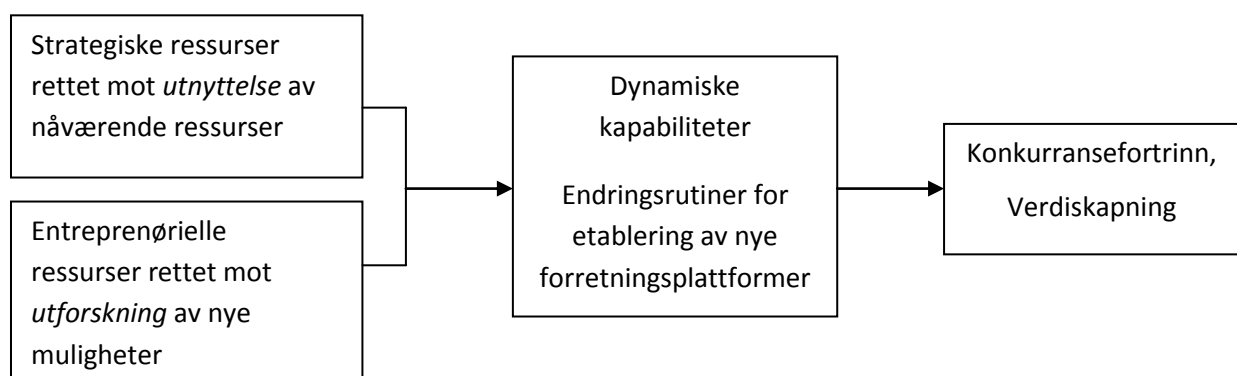 Strategiske ressurser
rettet mot utnyttelse av
nåværende ressurser
Entreprenørielle
ressurser rettet mot
utforskning av nye
muligheter
Dynamiske
kapabiliteter
Endringsrutiner for
etablering av nye
forretningsplattformer
Konkurransefortrinn,
Verdiskapning